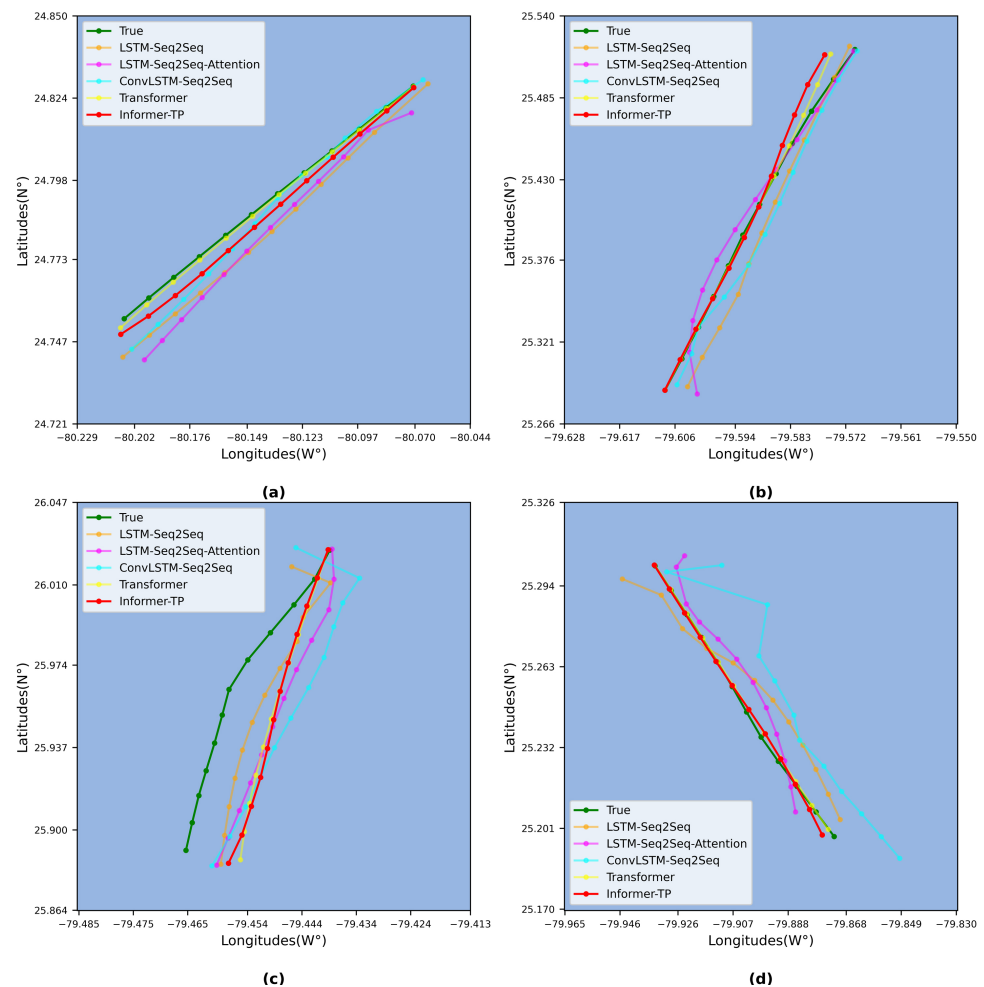 24.850
24.824
24.798
24.773
24.747
24.721
Latitudes(N°)
True
LSTM-Seq2Seq
LSTM-Seq2Seq-Attention
ConvLSTM-Seq2Seq
Transformer
Informer-TP
−80.229 −80.202 −80.176 −80.149 −80.123 −80.097 −80.070 −80.044
Longitudes(W°)
(a)
25.540
25.485
25.430
25.376
25.321
25.266
Latitudes(N°)
True
LSTM-Seq2Seq
LSTM-Seq2Seq-Attention
ConvLSTM-Seq2Seq
Transformer
Informer-TP
−79.628 −79.617 −79.606 −79.594 −79.583 −79.572 −79.561 −79.550
Longitudes(W°)
(b)
26.047
26.010
25.974
25.937
25.900
25.864
Latitudes(N°)
True
LSTM-Seq2Seq
LSTM-Seq2Seq-Attention
ConvLSTM-Seq2Seq
Transformer
Informer-TP
−79.485 −79.475 −79.465 −79.454 −79.444 −79.434 −79.424 −79.413
Longitudes(W°)
(c)
25.326
25.294
25.263
25.232
25.201
25.170
Latitudes(N°)
True
LSTM-Seq2Seq
LSTM-Seq2Seq-Attention
ConvLSTM-Seq2Seq
Transformer
Informer-TP
−79.965 −79.946 −79.926 −79.907 −79.888 −79.868 −79.849 −79.830
Longitudes(W°)
(d)